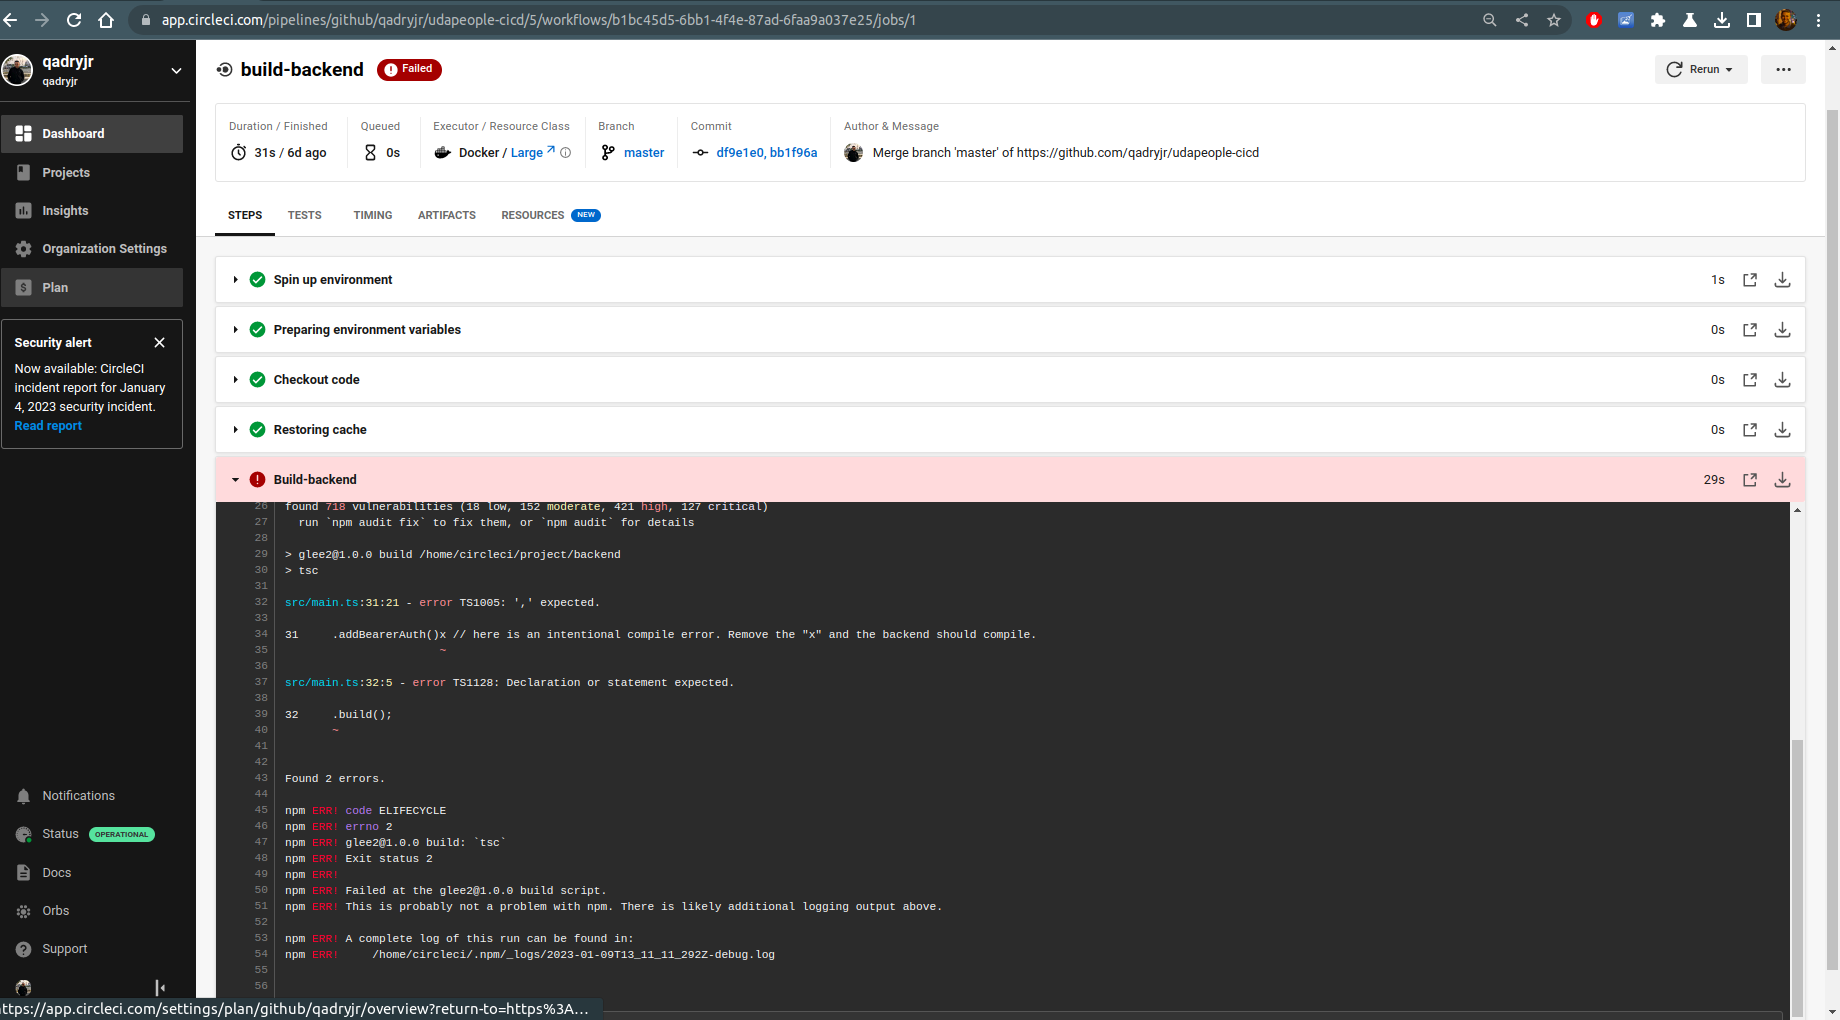 app.circleci.com/pipelines/github/qadryjr/udapeople-cicd/5/workflows/b1bc45d5-6bb1-4f4e-87ad-6faa9a037e25/jobs/1
qadryjr
qadryjr
Dashboard
Projects
Insights
Organization Settings
Plan
Security alert
Now available: CircleCI
incident report for January
4, 2023 security incident.
Read report
Notifications
Status OPERATIONAL
Docs
Orbs
Support
build-backend Failed
Rerun
Duration / Finished
31s / 6d ago
Queued
0s
Executor / Resource Class
Docker / Large
Branch
master
Commit
df9e1e0, bb1f96a
Author & Message
Merge branch 'master' of https://github.com/qadryjr/udapeople-cicd
STEPS TESTS TIMING ARTIFACTS RESOURCES NEW
Spin up environment 1s
Preparing environment variables 0s
Checkout code 0s
Restoring cache 0s
Build-backend 29s
26 found 718 vulnerabilities (18 low, 152 moderate, 421 high, 127 critical)
27 run `npm audit fix` to fix them, or `npm audit` for details
28
29 > glee2@1.0.0 build /home/circleci/project/backend
30 > tsc
31
32 src/main.ts:31:21 - error TS1005: ',' expected.
33
34 31 .addBearerAuth()x // here is an intentional compile error. Remove the "x" and the backend should compile.
35 ~
36
37 src/main.ts:32:5 - error TS1128: Declaration or statement expected.
38
39 32 .build();
40 ~
41
42
43 Found 2 errors.
44
45 npm ERR! code ELIFECYCLE
46 npm ERR! errno 2
47 npm ERR! glee2@1.0.0 build: `tsc`
48 npm ERR! Exit status 2
49 npm ERR!
50 npm ERR! Failed at the glee2@1.0.0 build script.
51 npm ERR! This is probably not a problem with npm. There is likely additional logging output above.
52
53 npm ERR! A complete log of this run can be found in:
54 npm ERR! /home/circleci/.npm/_logs/2023-01-09T13_11_11_292Z-debug.log
55
56
ttps://app.circleci.com/settings/plan/github/qadryjr/overview?return-to=https%3A...